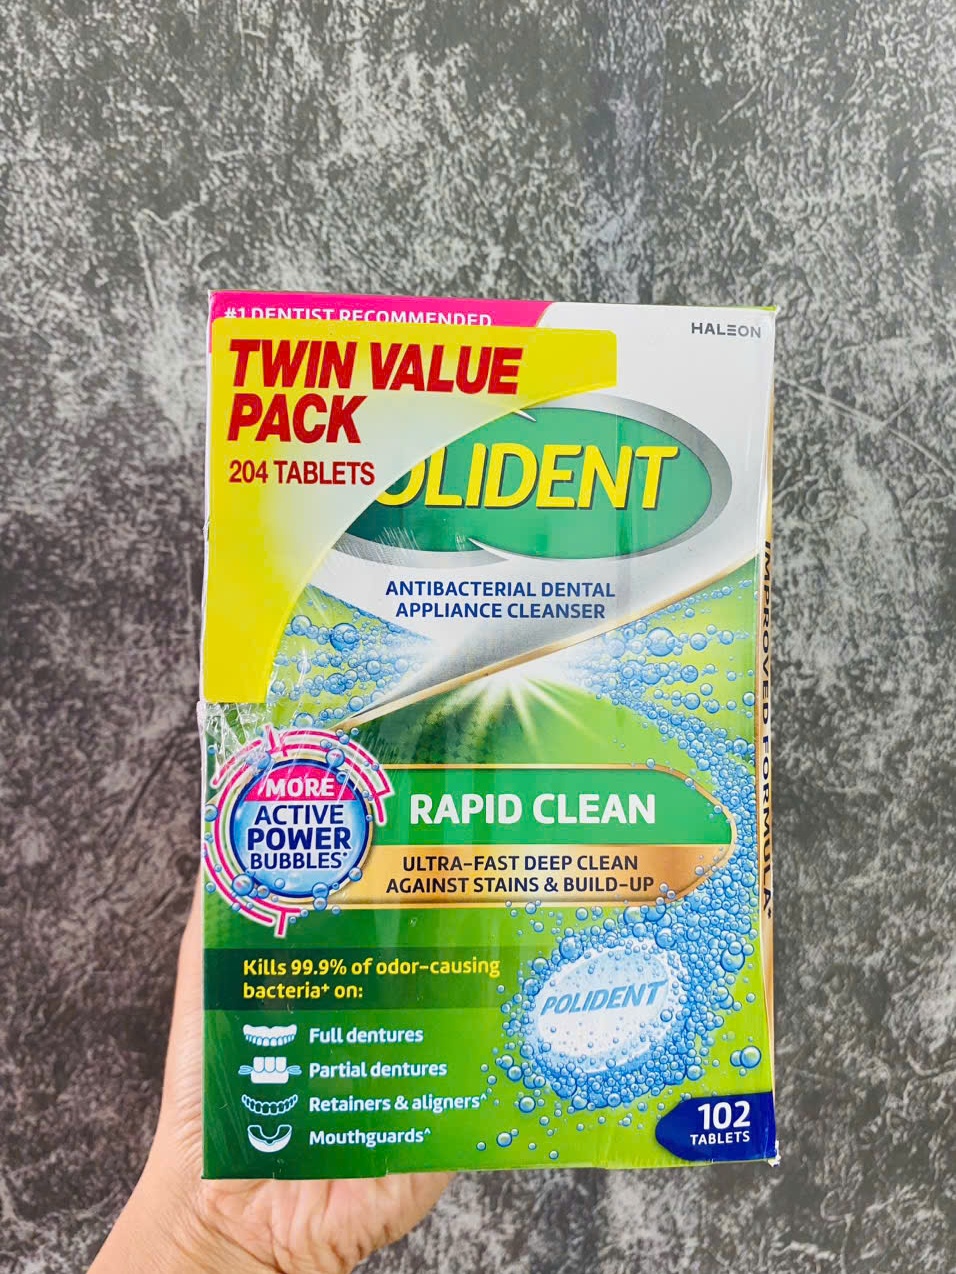 #1 DENTIST RECOMMENDED
HALEON
TWIN VALUE
PACK
204 TABLETS
OLIDENT
ANTIBACTERIAL DENTAL
APPLIANCE CLEANSER
IMPROVED FORMULA*
MORE
ACTIVE
POWER
BUBBLES*
RAPID CLEAN
ULTRA-FAST DEEP CLEAN
AGAINST STAINS & BUILD-UP
Kills 99.9% of odor-causing
bacteria+ on:
POLIDENT
Full dentures
Partial dentures
Retainers & aligners^
Mouthguards^
102
TABLETS